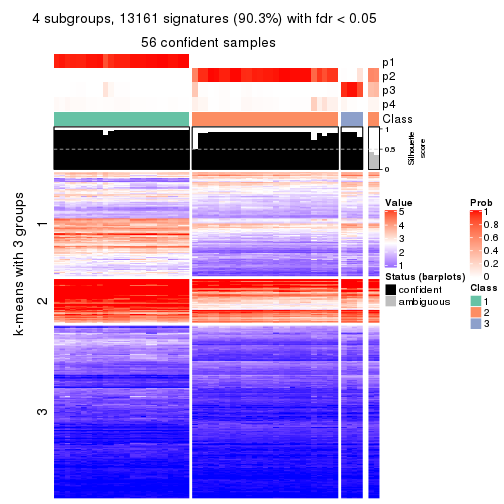 4 subgroups, 13161 signatures (90.3%) with fdr < 0.05
56 confident samples
p1
p2
p3
p4
Class
1
0.5
0
Silhouette
score
k-means with 3 groups
1
2
3
Value
5
4
3
2
1
Status (barplots)
confident
ambiguous
Prob
1
0.8
0.6
0.4
0.2
0
Class
1
2
3